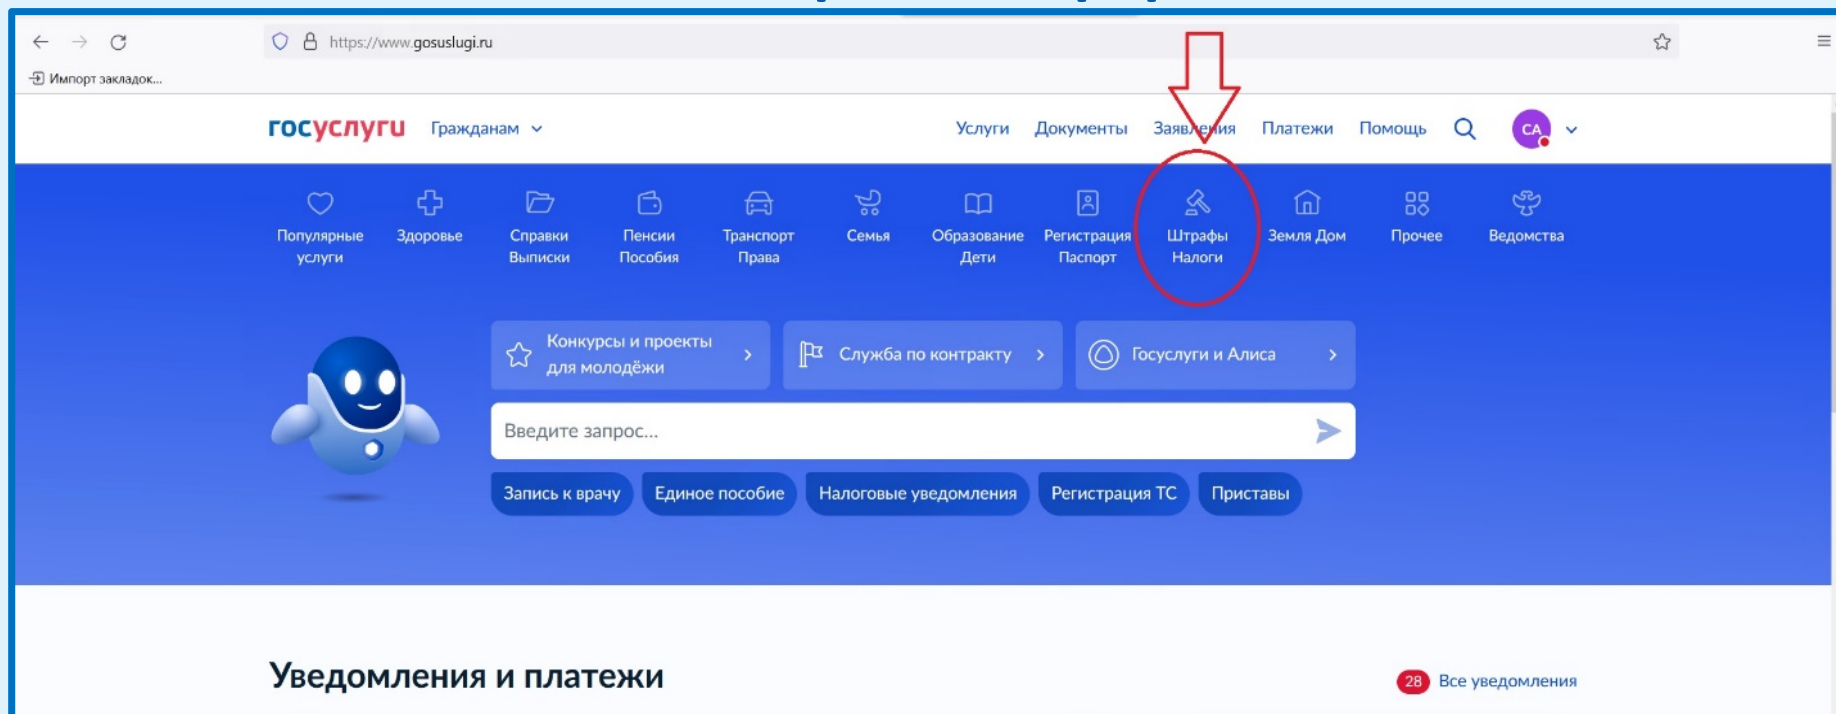 https://www.gosuslugi.ru
Импорт закладок...
госуслуги Гражданам Услуги Документы Заявления Платежи Помощь СА
Популярные услуги
Здоровье
Справки Выписки
Пенсии Пособия
Транспорт Права
Семья
Образование Дети
Регистрация Паспорт
Штрафы Налоги
Земля Дом
Прочее
Ведомства
Конкурсы и проекты
для молодёжи
Служба по контракту
Госуслуги и Алиса
Введите запрос...
Запись к врачу Единое пособие Налоговые уведомления Регистрация ТС Приставы
Уведомления и платежи
28 Все уведомления